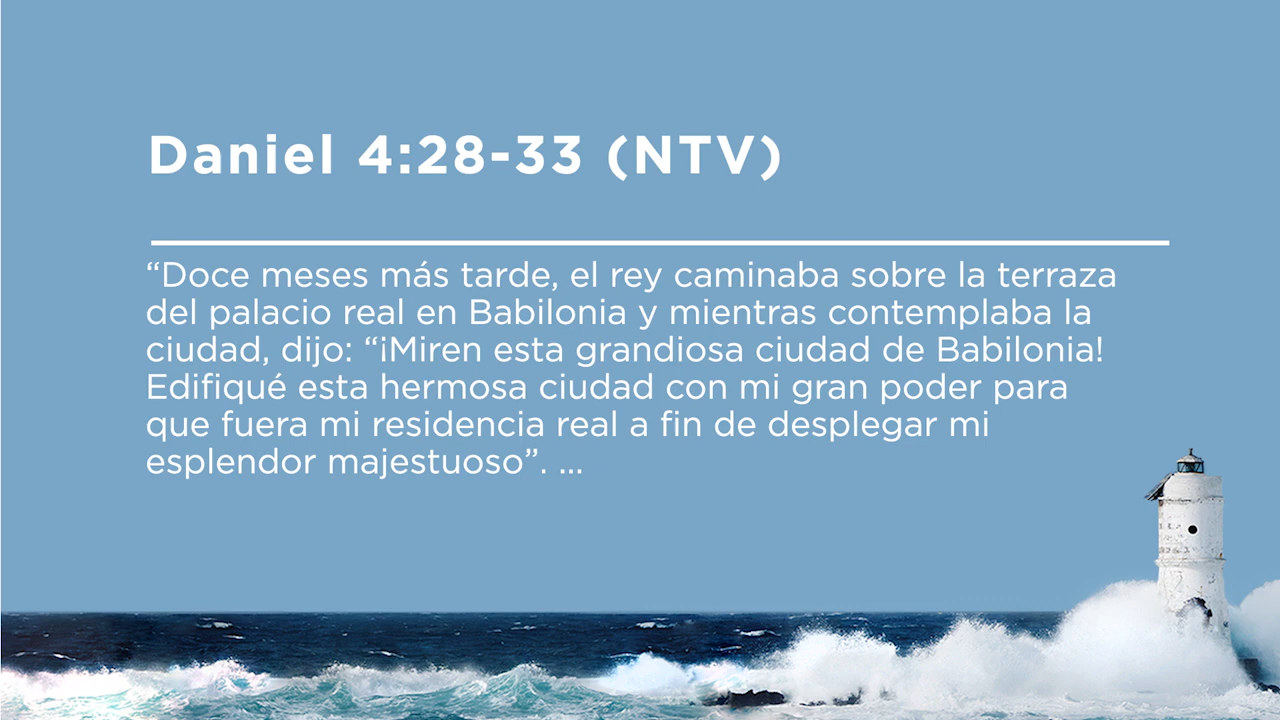 Daniel 4:28-33 (NTV)
“Doce meses más tarde, el rey caminaba sobre la terraza
del palacio real en Babilonia y mientras contemplaba la
ciudad, dijo: “¡Miren esta grandiosa ciudad de Babilonia!
Edifiqué esta hermosa ciudad con mi gran poder para
que fuera mi residencia real a fin de desplegar mi
esplendor majestuoso”. ...